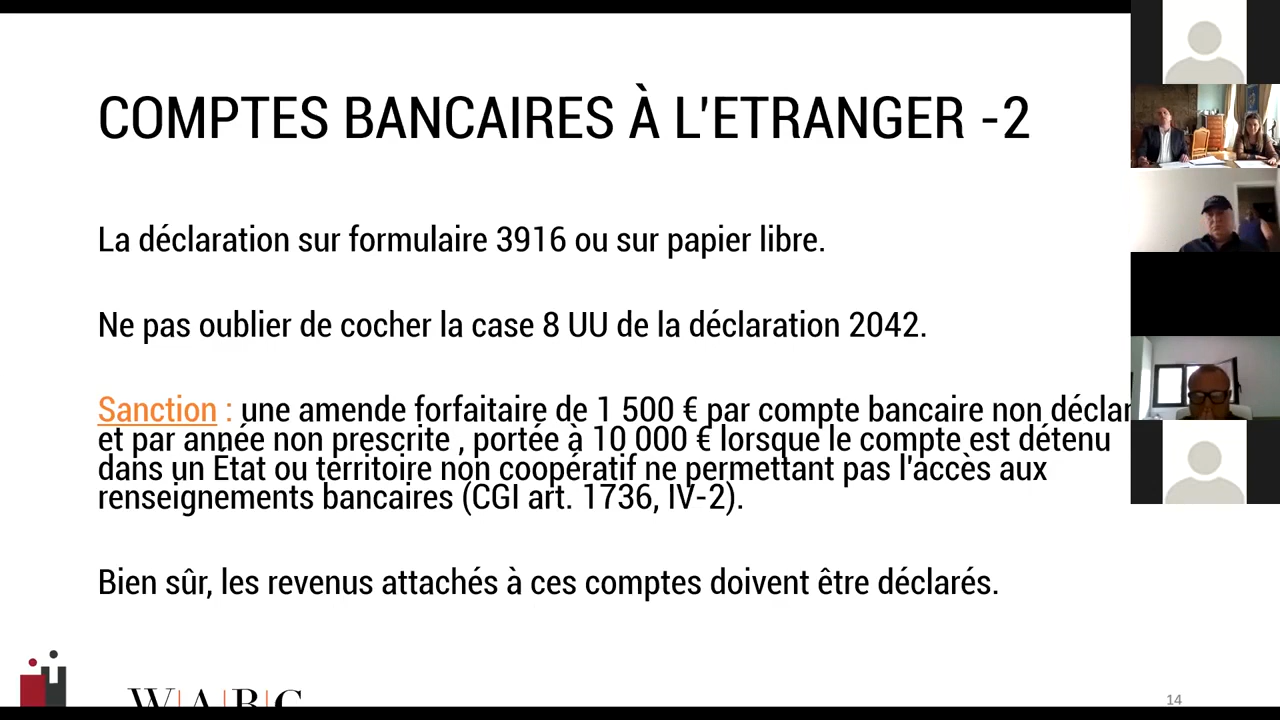 COMPTES BANCAIRES À L'ETRANGER -2
La déclaration sur formulaire 3916 ou sur papier libre.
Ne pas oublier de cocher la case 8 UU de la déclaration 2042.
Sanction : une amende forfaitaire de 1 500 € par compte bancaire non
et par année non prescrite , portée à 10 000 € lorsque le compte est détenu
dans un État ou territoire non coopératif ne permettant pas l'accès aux
renseignements bancaires (CGI art. 1736, IV-2).
Bien sûr, les revenus attachés à ces comptes doivent être déclarés.
W|A|B|C
14